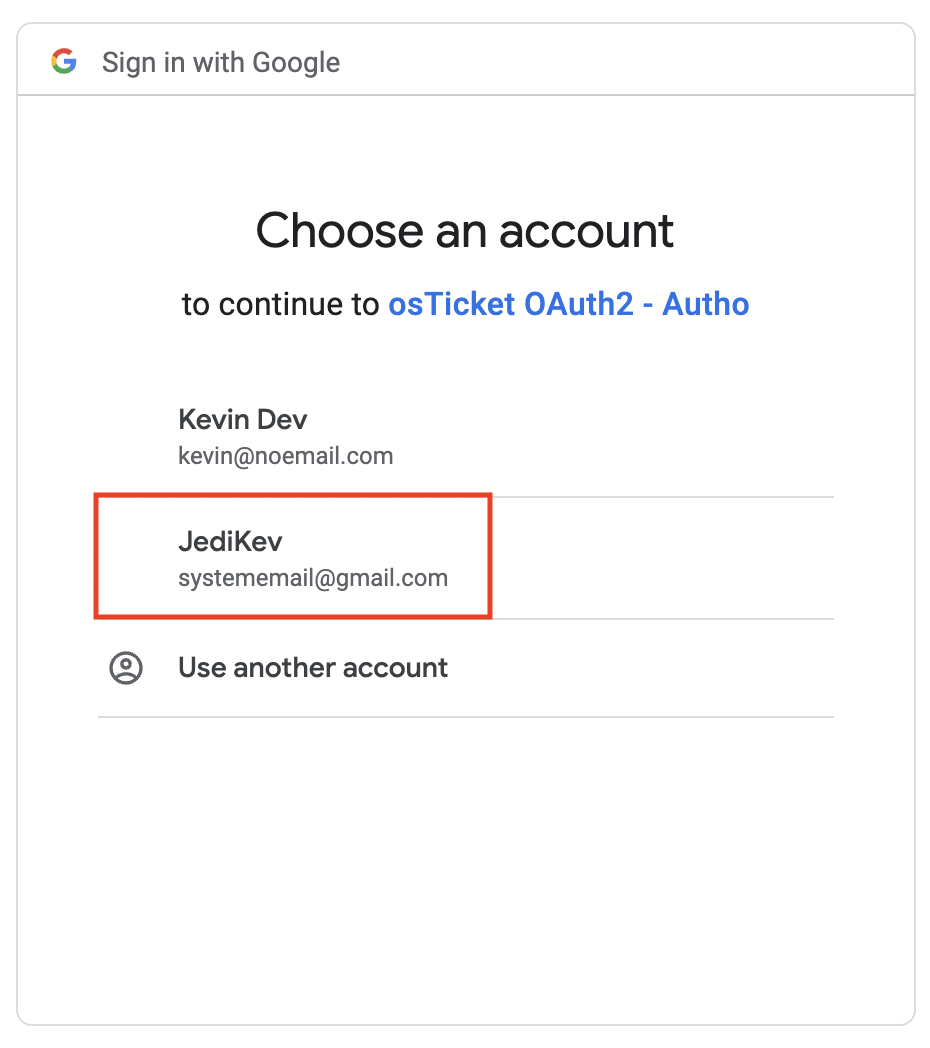 Sign in with Google
Choose an account
to continue to osTicket OAuth2 - Autho
Kevin Dev
kevin@noemail.com
JediKev
systememail@gmail.com
Use another account